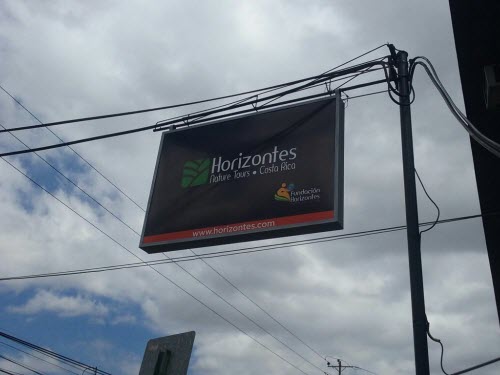 Horizontes
Nature Tours • Costa Rica
Fundación
Horizontes
www.horizontes.com